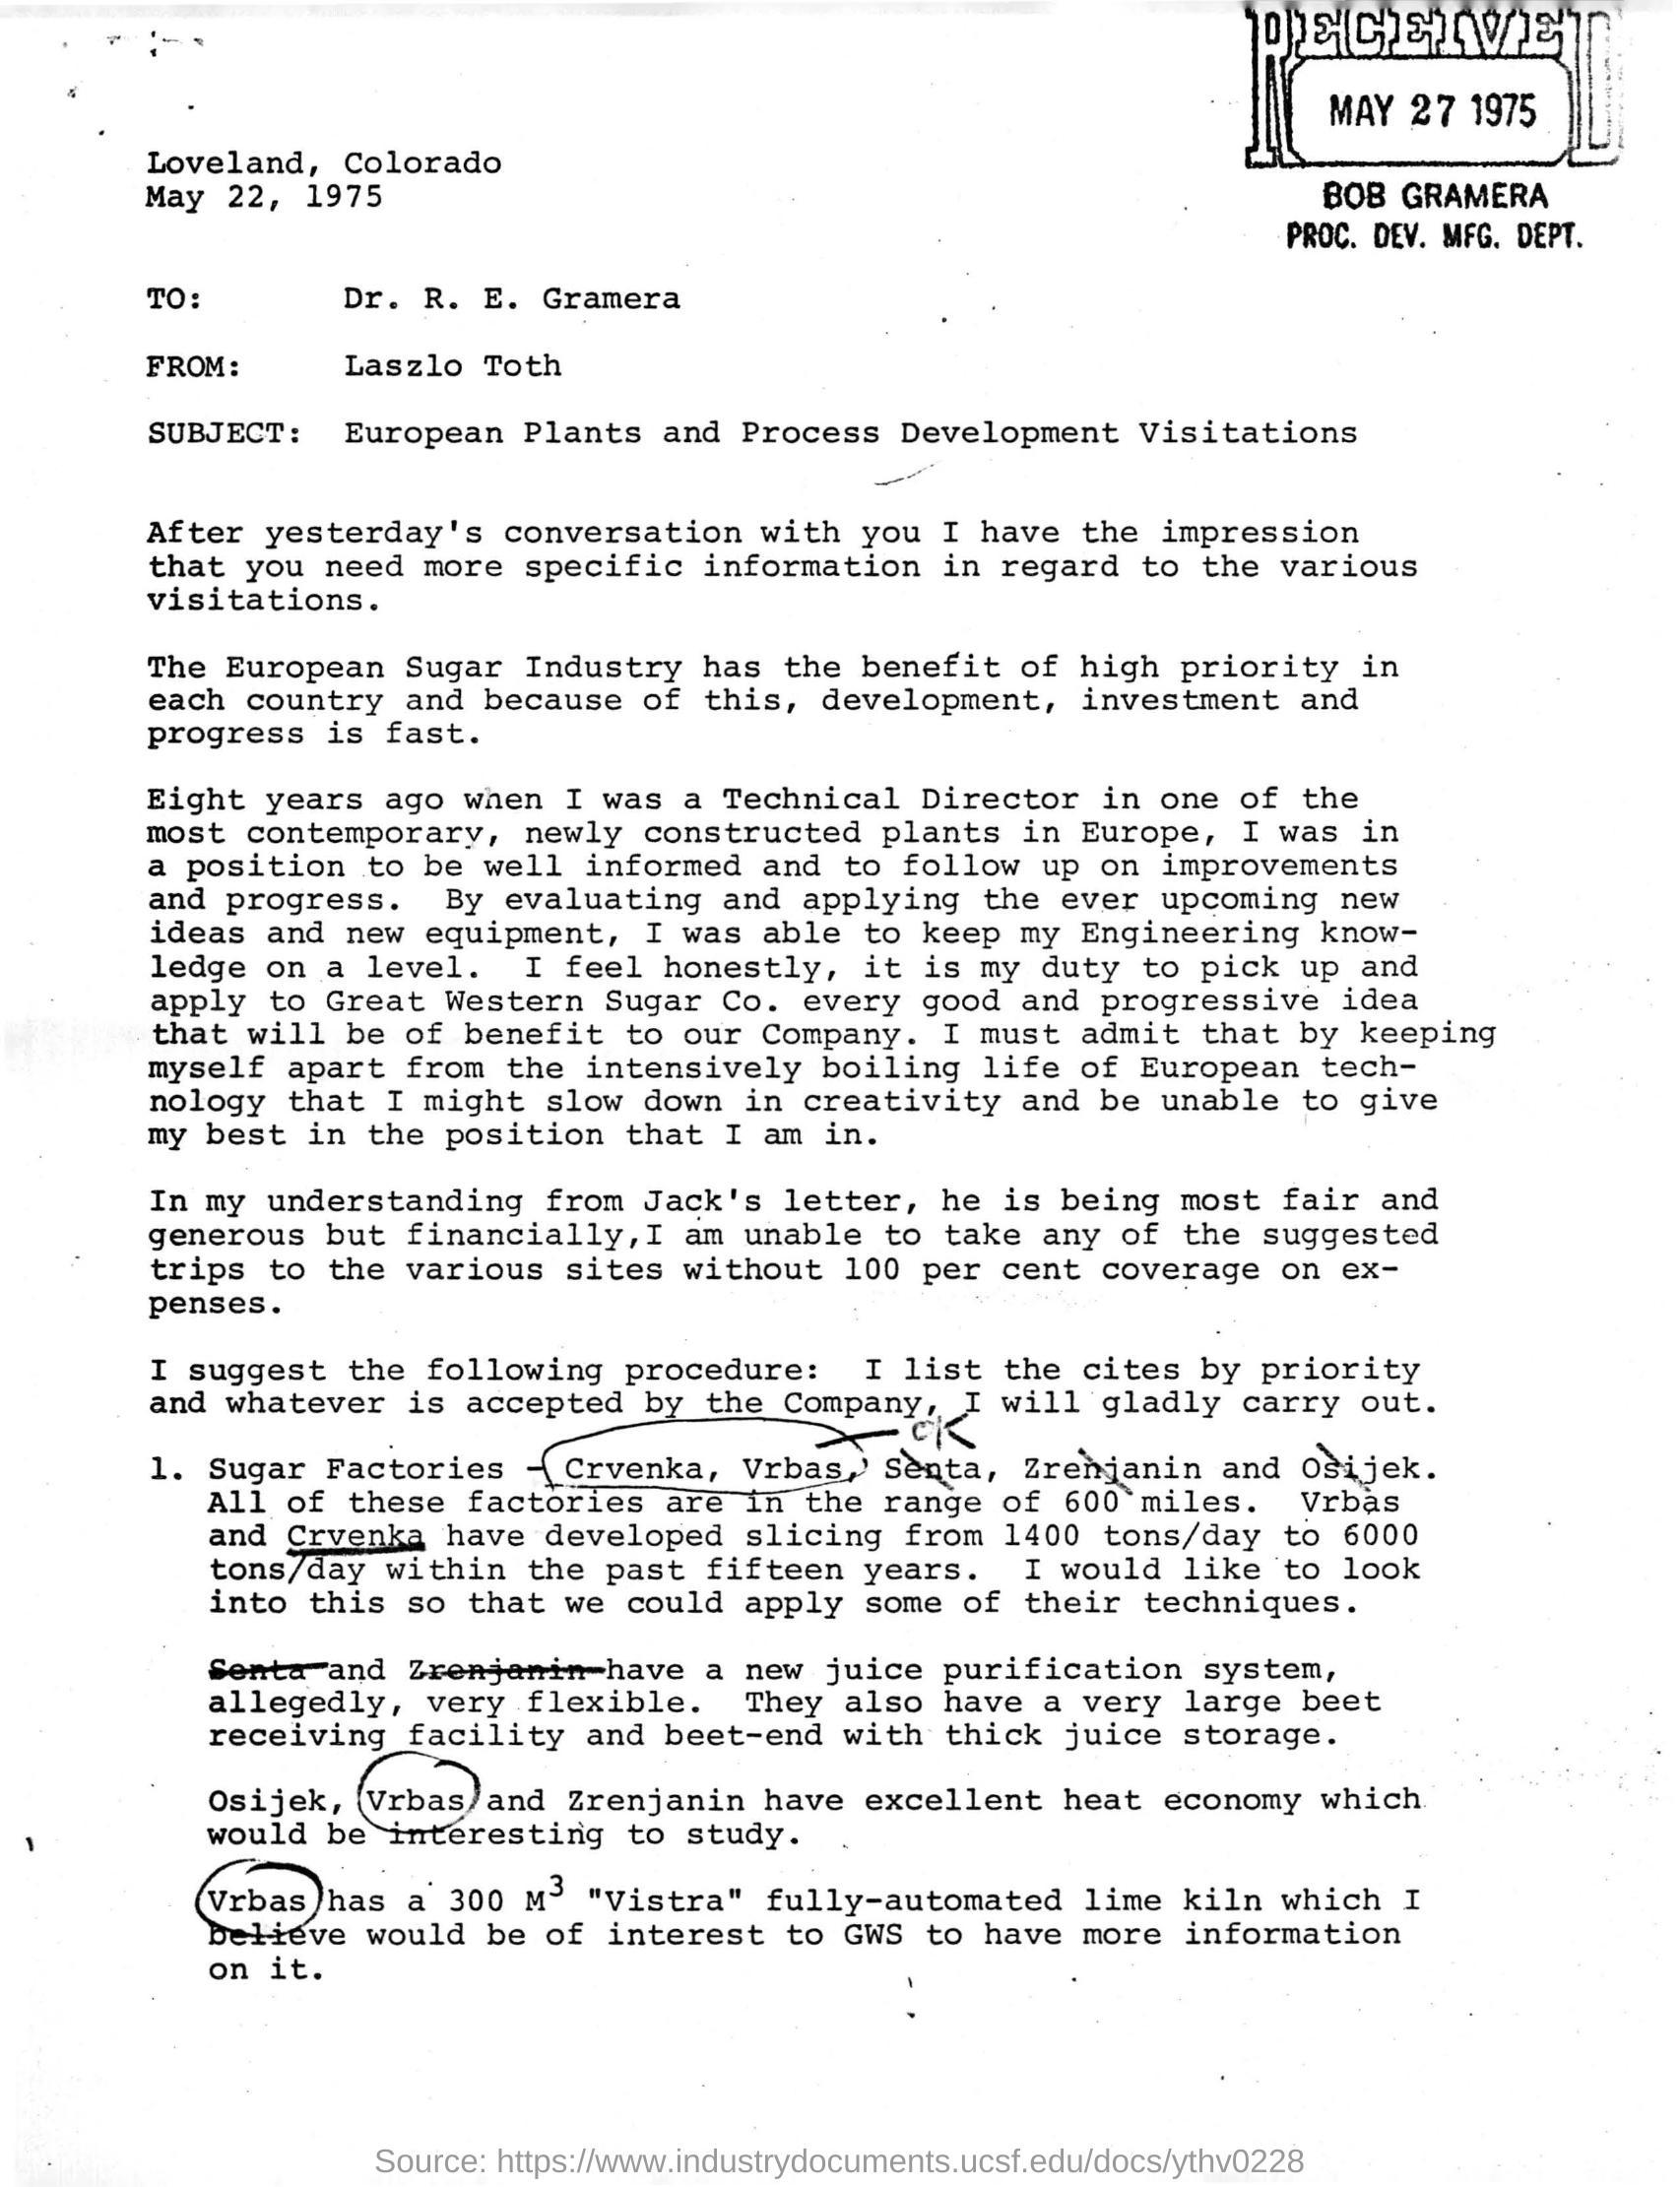 RECEIVED
MAY 27 1975
BOB GRAMERA
PROC. DEV. MFG. DEPT.
Loveland, Colorado
May 22, 1975
TO: Dr. R. E. Gramera
FROM: Laszlo Toth
SUBJECT: European Plants and Process Development Visitations
After yesterday's conversation with you I have the impression
that you need more specific information in regard to the various
visitations.
The European Sugar Industry has the benefit of high priority in
each country and because of this, development, investment and
progress is fast.
Eight years ago when I was a Technical Director in one of the
most contemporary, newly constructed plants in Europe, I was in
a position to be well informed and to follow up on improvements
and progress. By evaluating and applying the ever upcoming new
ideas and new equipment, I was able to keep my Engineering know-
ledge on a level. I feel honestly, it is my duty to pick up and
apply to Great Western Sugar Co. every good and progressive idea
that will be of benefit to our Company. I must admit that by keeping
myself apart from the intensively boiling life of European tech-
nology that I might slow down in creativity and be unable to give
my best in the position that I am in.
In my understanding from Jack's letter, he is being most fair and
generous but financially, I am unable to take any of the suggested
trips to the various sites without 100 per cent coverage on ex-
penses.
I suggest the following procedure: I list the cites by priority
and whatever is accepted by the Company, I will gladly carry out.
OK
1. Sugar Factories - Crvenka, Vrbas, Senta, Zrenjanin and Osijek.
All of these factories are in the range of 600 miles. Vrbas
and Crvenka have developed slicing from 1400 tons/day to 6000
tons/day within the past fifteen years. I would like to look
into this so that we could apply some of their techniques.
Senta and Zrenjanin have a new juice purification system,
allegedly, very flexible. They also have a very large beet
receiving facility and beet-end with thick juice storage.
Osijek, Vrbas and Zrenjanin have excellent heat economy which
would be interesting to study.
Vrbas has a 300 M³ "Vistra" fully-automated lime kiln which I
believe would be of interest to GWS to have more information
on it.
Source: https://www.industrydocuments.ucsf.edu/docs/ythv0228